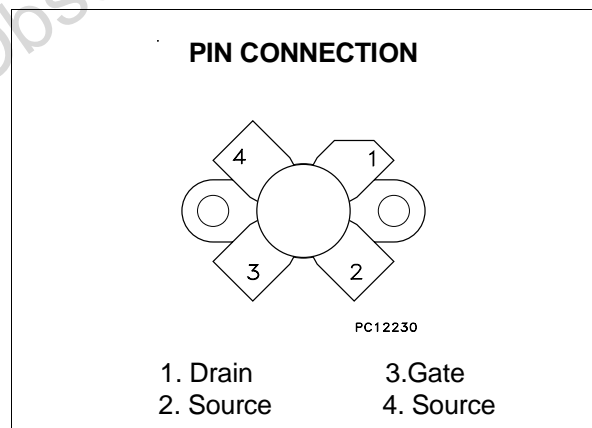 PIN CONNECTION
4
1
3
2
PC12230
1. Drain 3.Gate
2. Source 4. Source